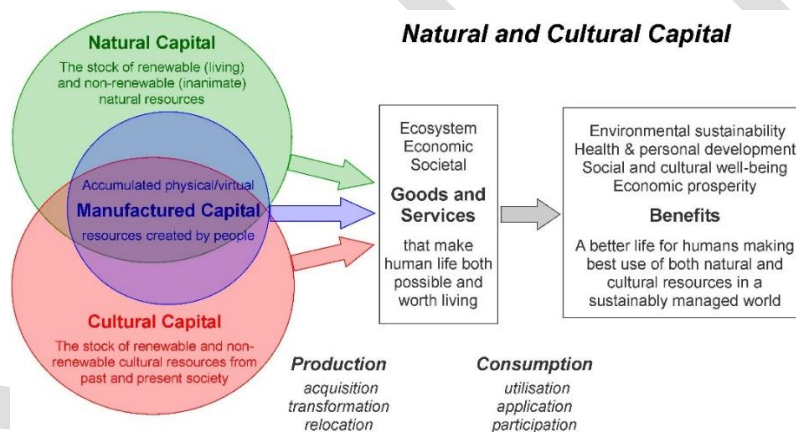 Natural and Cultural Capital
Natural Capital
The stock of renewable (living)
and non-renewable (inanimate)
natural resources
Accumulated physical/virtual
Manufactured Capital
resources created by people
Cultural Capital
The stock of renewable and non-
renewable cultural resources from
past and present society
Ecosystem
Economic
Societal
Goods and
Services
that make
human life both
possible and
worth living
Environmental sustainability
Health & personal development
Social and cultural well-being
Economic prosperity
Benefits
A better life for humans making
best use of both natural and
cultural resources in a
sustainably managed world
Production
acquisition
transformation
relocation
Consumption
utilisation
application
participation